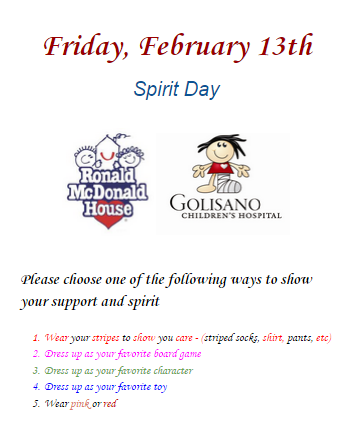 Friday, February 13th
Spirit Day
Ronald
McDonald
House
GOLISANO
CHILDREN'S HOSPITAL
Please choose one of the following ways to show
your support and spirit
1. Wear your stripes to show you care - (striped socks, shirt, pants, etc)
2. Dress up as your favorite board game
3. Dress up as your favorite character
4. Dress up as your favorite toy
5. Wear pink or red